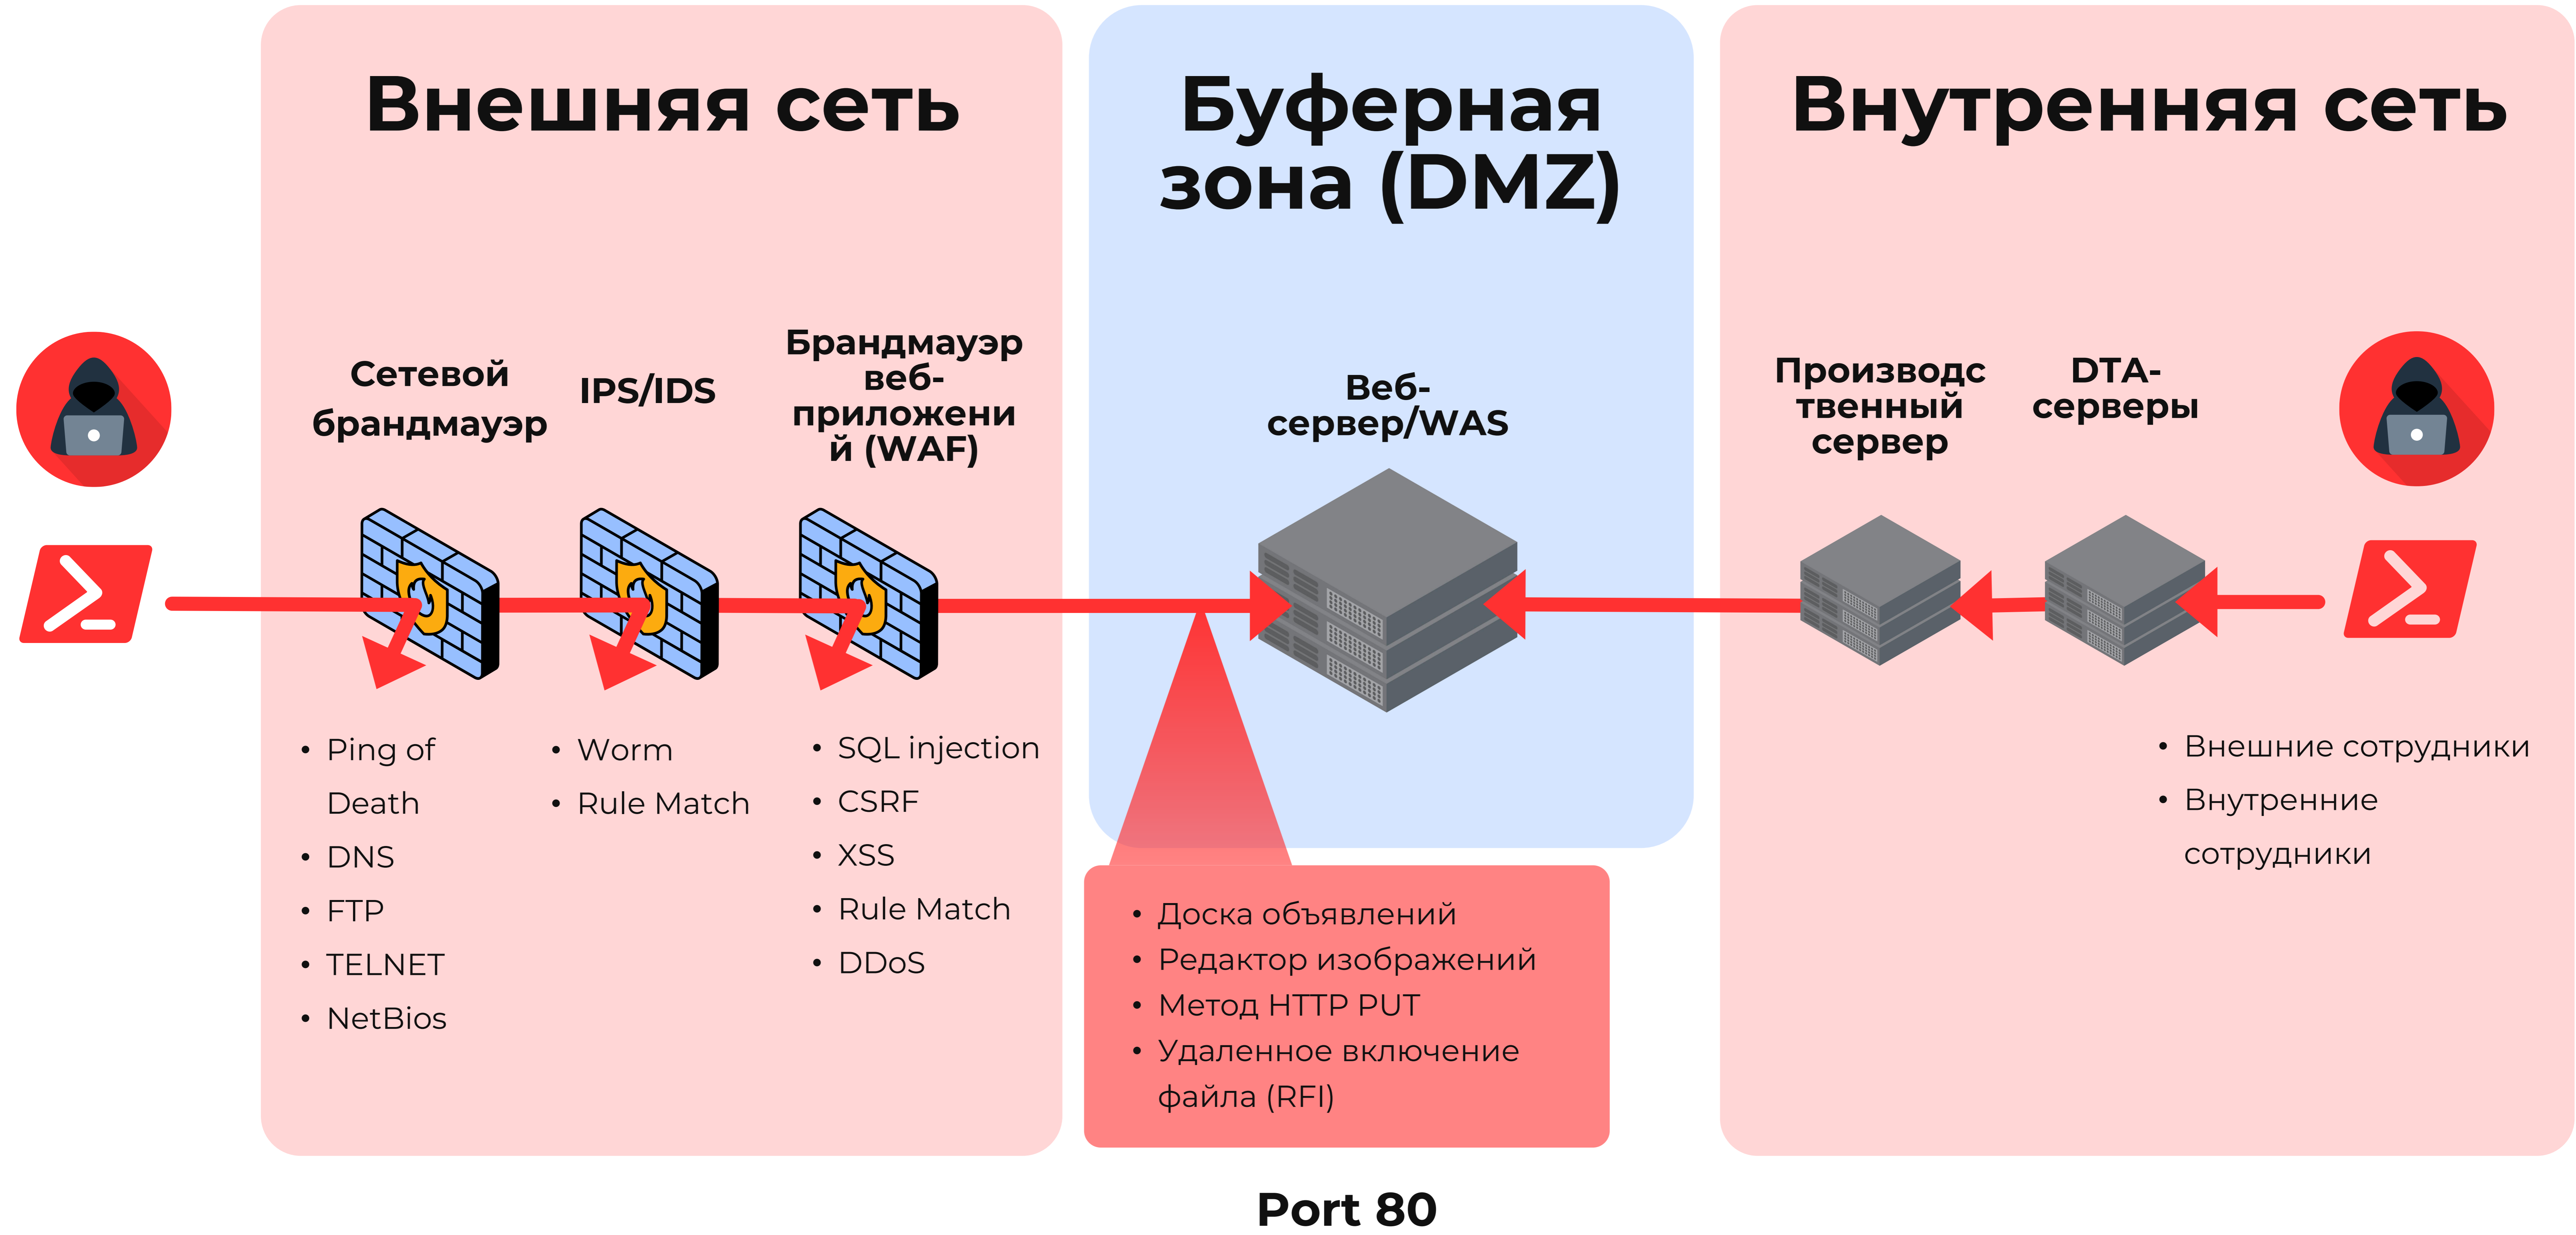 Внешняя сеть
Сетевой
брандмауэр
IPS/IDS
Брандмауэр
веб-
приложени
й (WAF)
• Ping of
Death
• DNS
• FTP
• TELNET
• NetBios
• Worm
• Rule Match
• SQL injection
• CSRF
• XSS
• Rule Match
• DDoS
Буферная
зона (DMZ)
Веб-
сервер/WAS
• Доска объявлений
• Редактор изображений
• Метод HTTP PUT
• Удаленное включение
файла (RFI)
Port 80
Внутренняя сеть
Производс
твенный
сервер
DTA-
серверы
• Внешние сотрудники
• Внутренние
сотрудники